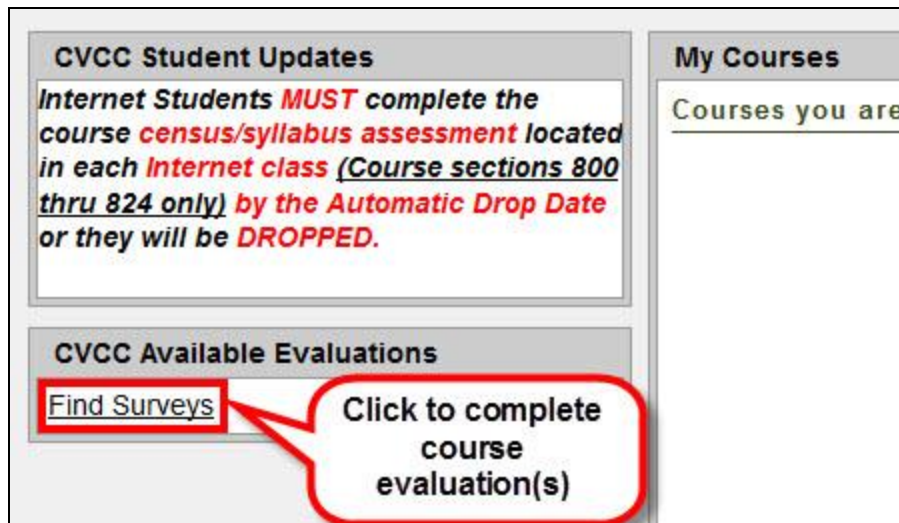 CVCC Student Updates
Internet Students MUST complete the
course census/syllabus assessment located
in each Internet class (Course sections 800
thru 824 only) by the Automatic Drop Date
or they will be DROPPED.
CVCC Available Evaluations
Find Surveys
Click to complete
course
evaluation(s)
My Courses
Courses you are